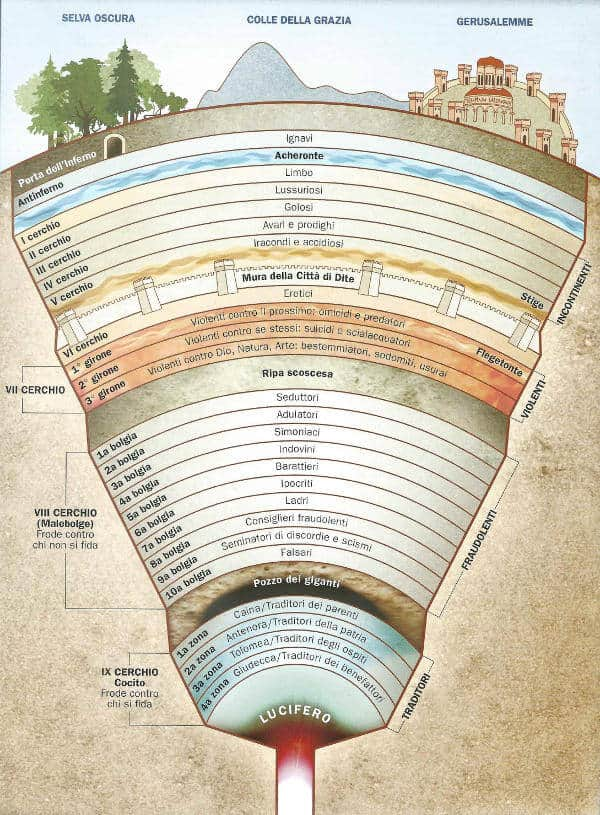 SELVA OSCURA
COLLE DELLA GRAZIA
GERUSALEMME
Porta dell'Inferno
Ignavi
Antinferno
Acheronte
Limbo
I cerchio
Lussuriosi
II cerchio
Golosi
III cerchio
Avari e prodighi
IV cerchio
Iracondi e accidiosi
V cerchio
Stige
INCONTINENTI
Mura della Città di Dite
Eretici
VI cerchio
Violenti contro il prossimo: omicidi e predatori
1° girone
Flegetonte
Violenti contro se stessi: suicidi e scialacquatori
2° girone
Violenti contro Dio, Natura, Arte: bestemmiatori, sodomiti, usurai
3° girone
VII CERCHIO
VIOLENTI
Ripa scoscesa
Seduttori
1a bolgia
Adulatori
2a bolgia
Simoniaci
3a bolgia
Indovini
4a bolgia
Barattieri
5a bolgia
Ipocriti
6a bolgia
Ladri
7a bolgia
Consiglieri fraudolenti
8a bolgia
Seminatori di discordie e scismi
9a bolgia
Falsari
10a bolgia
VIII CERCHIO
(Malebolge)
Frode contro
chi non si fida
FRAUDOLENTI
Pozzo dei giganti
Caina/Traditori dei parenti
1a zona
Antenora/Traditori della patria
2a zona
Tolomea/Traditori degli ospiti
3a zona
Giudecca/Traditori dei benefattori
4a zona
IX CERCHIO
Cocito
Frode contro
chi si fida
TRADITORI
LUCIFERO